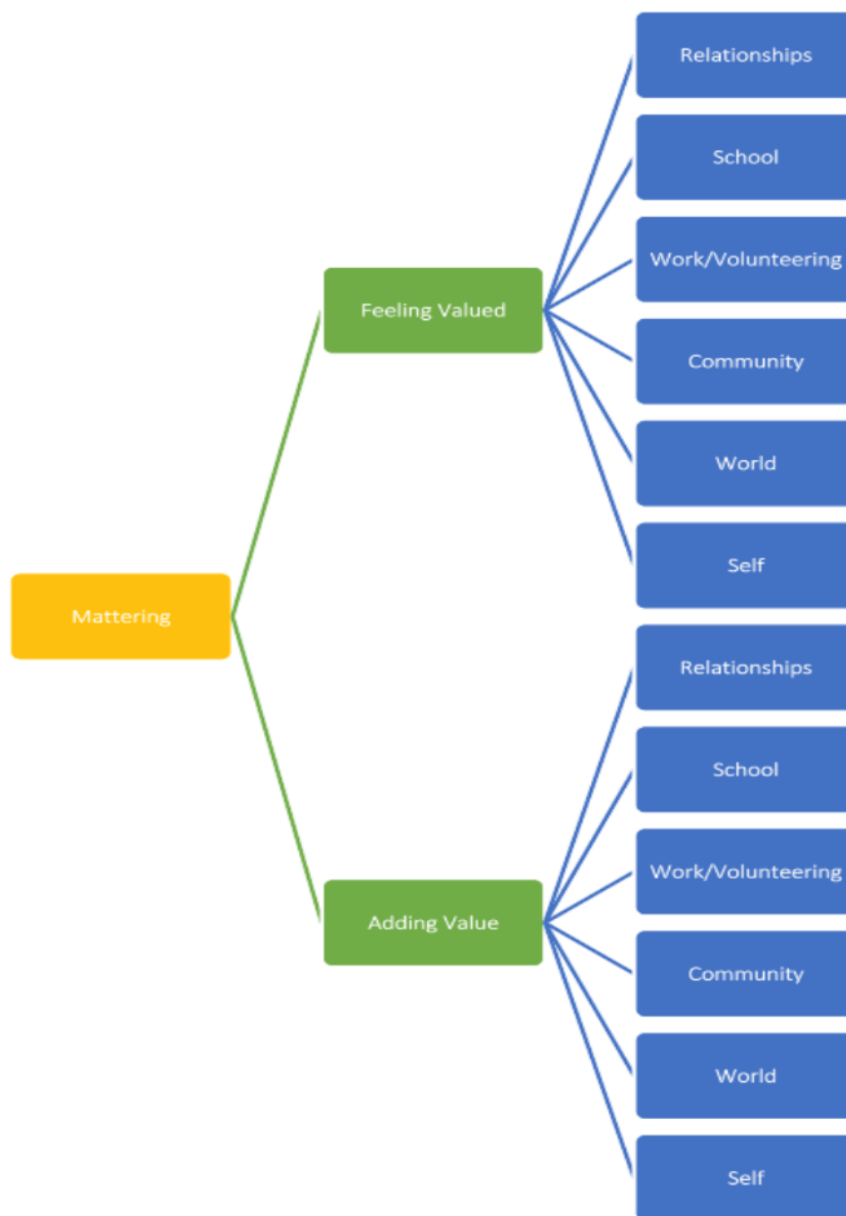 Relationships
School
Work/Volunteering
Feeling Valued
Community
World
Self
Mattering
Relationships
School
Work/Volunteering
Adding Value
Community
World
Self